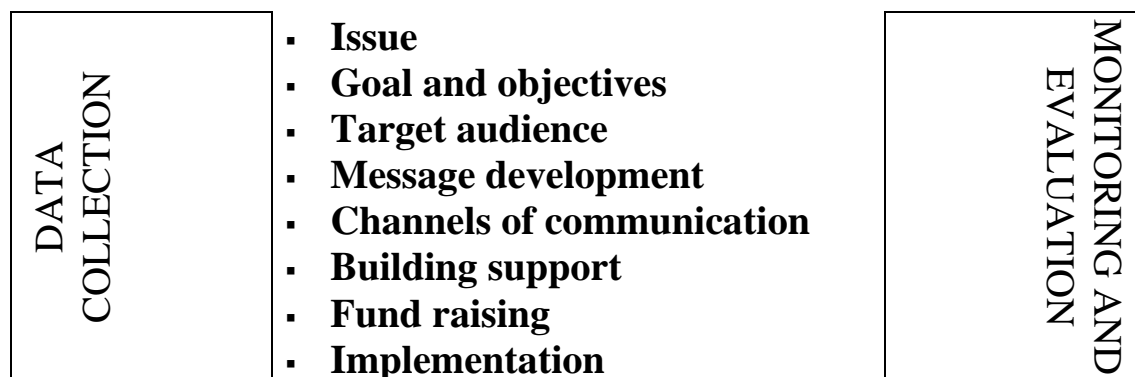 DATA
COLLECTION
▪ Issue
▪ Goal and objectives
▪ Target audience
▪ Message development
▪ Channels of communication
▪ Building support
▪ Fund raising
▪ Implementation
MONITORING AND
EVALUATION